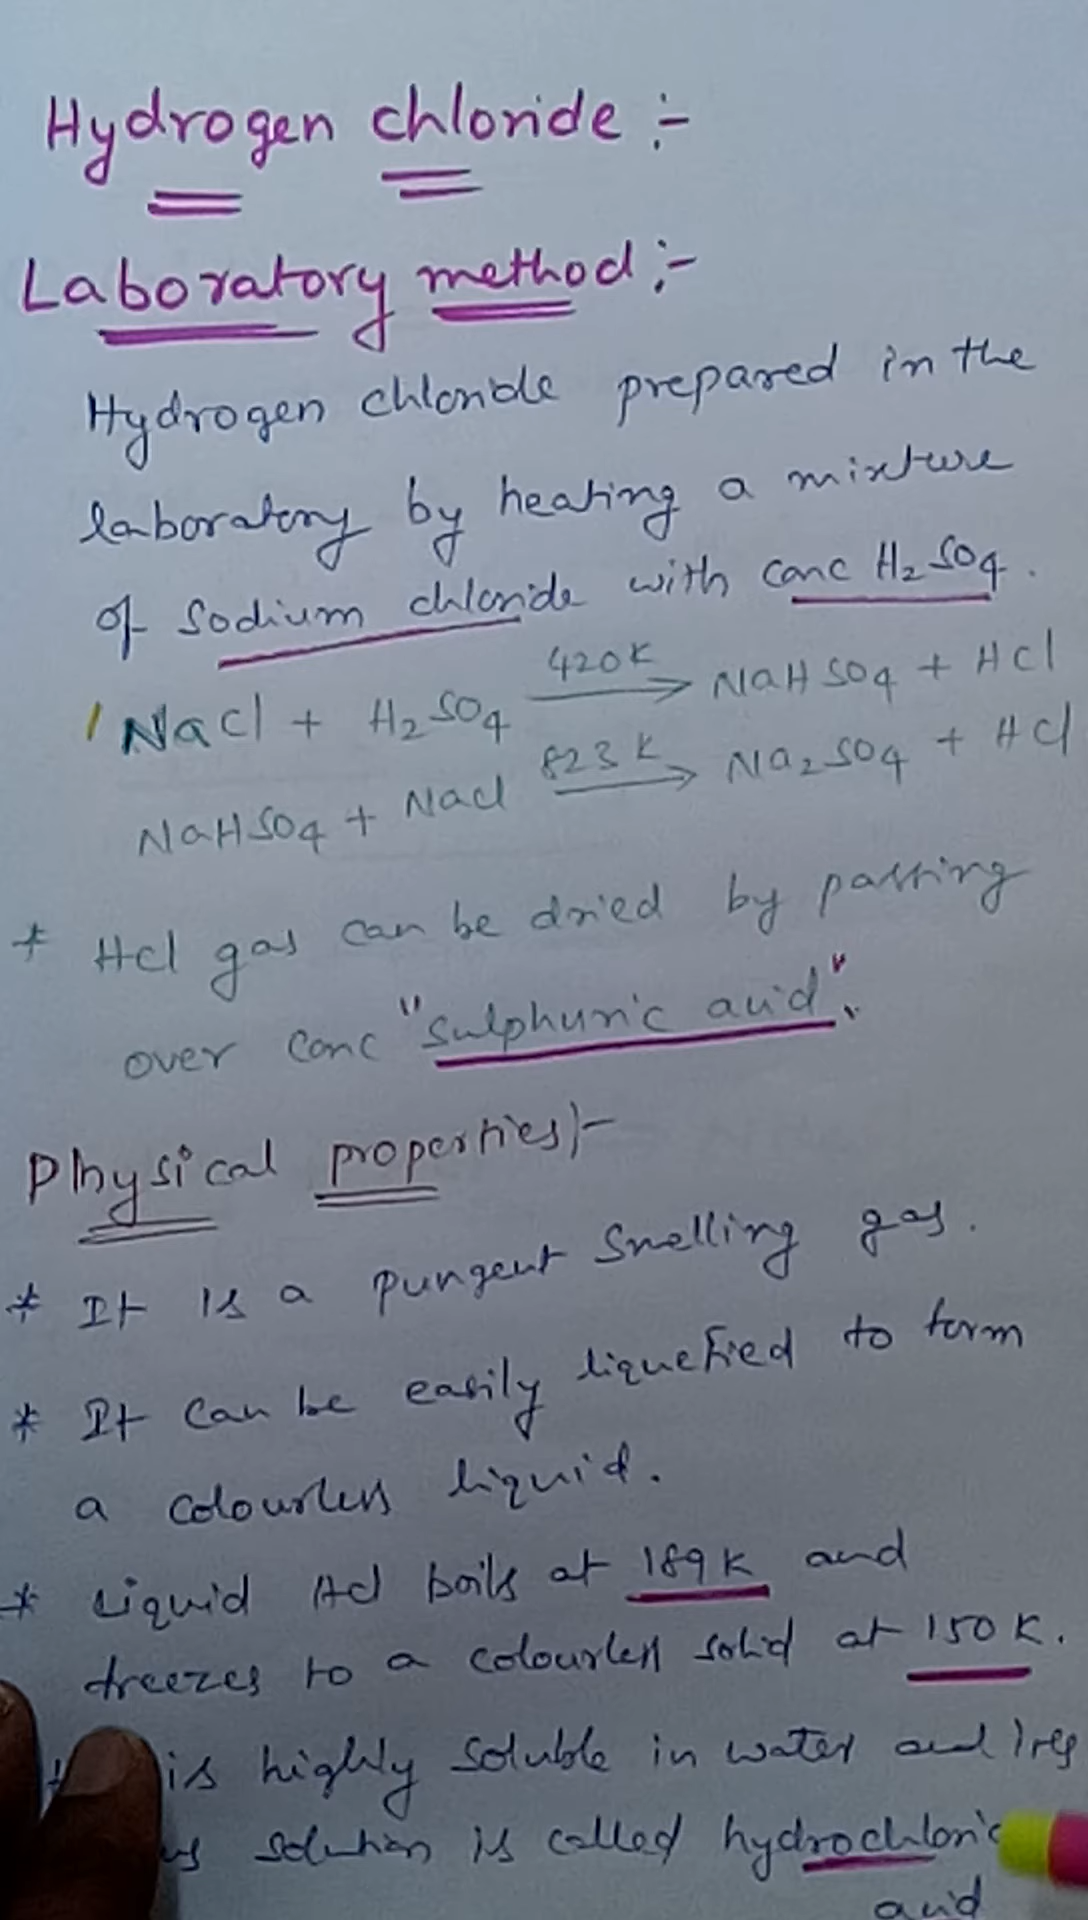 Hydrogen chloride :-
Laboratory method :-
Hydrogen chloride prepared in the
laboratory by heating a mixture
of Sodium chloride with conc H₂SO₄.
NaCl + H₂SO₄ 420K → NaHSO₄ + HCl
NaHSO₄ + NaCl 823 K → Na₂SO₄ + HCl
* HCl gas can be dried by passing
over conc "Sulphuric acid".
Physical properties :-
* It is a pungent smelling gas.
* It can be easily liquefied to form
a colourless liquid.
* Liquid HCl boils at 189K and
freezes to a colourless solid at 150K.
is highly soluble in water and
solution is called hydrochloric
acid